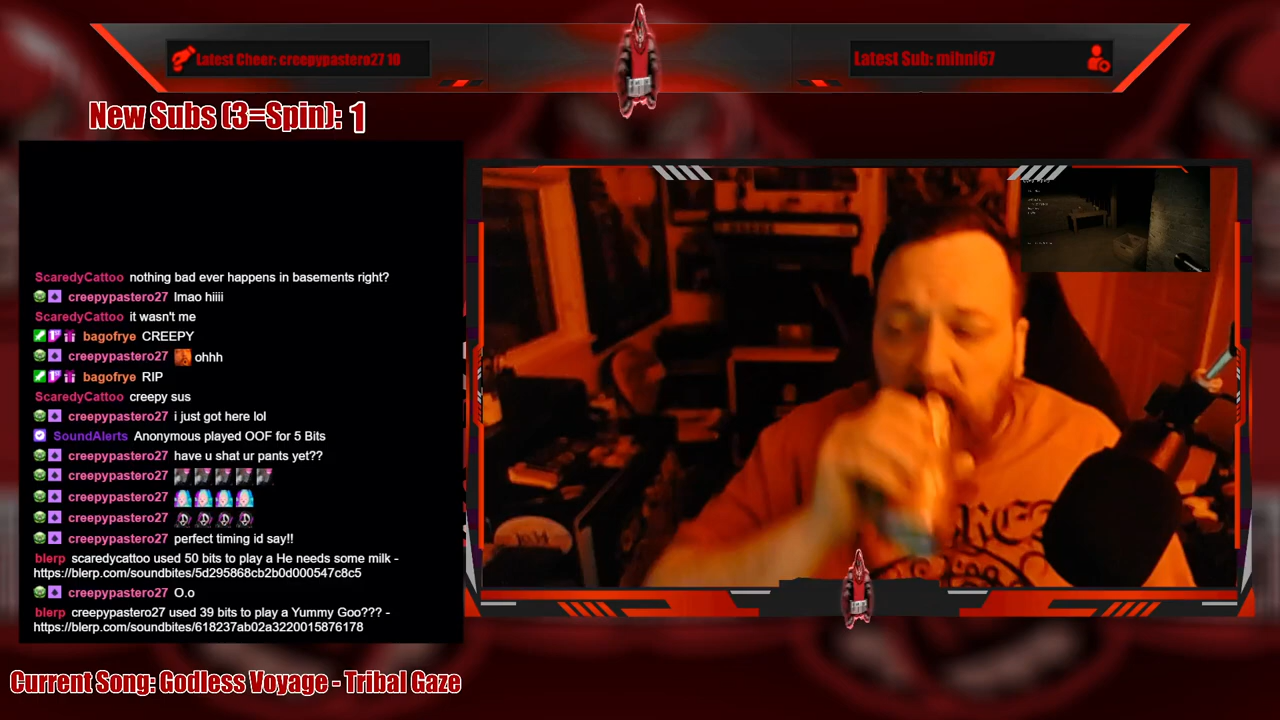 Latest Cheer: creepypastero27 10
Latest Sub: mihni67
New Subs (3=Spin): 1
ScaredyCattoo nothing bad ever happens in basements right?
creepypastero27 lmao hiiii
ScaredyCattoo it wasn't me
bagofrye CREEPY
creepypastero27 ohhh
bagofrye RIP
ScaredyCattoo creepy sus
creepypastero27 i just got here lol
SoundAlerts Anonymous played OOF for 5 Bits
creepypastero27 have u shat ur pants yet??
creepypastero27
creepypastero27
creepypastero27
creepypastero27 perfect timing id say!!
blerp scaredycattoo used 50 bits to play a He needs some milk -
https://blerp.com/soundbites/5d295868cb2b0d000547c8c5
creepypastero27 O.o
blerp creepypastero27 used 39 bits to play a Yummy Goo??? -
https://blerp.com/soundbites/618237ab02a3220015876178
Current Song: Godless Voyage - Tribal Gaze